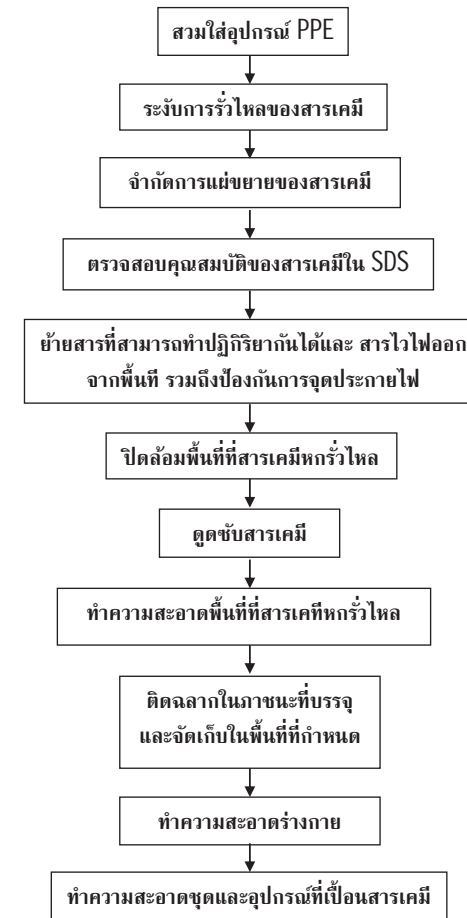 สวมใส่อุปกรณ์ PPE
ระงับการรั่วไหลของสารเคมี
จำกัดการแผ่ขยายของสารเคมี
ตรวจสอบคุณสมบัติของสารเคมีใน SDS
ย้ายสารที่สามารถทำปฏิกิริยากันได้และ สารไวไฟออก
จากพื้นที รวมถึงป้องกันการจุดประกายไฟ
ปิดล้อมพื้นที่ที่สารเคมีหกรั่วไหล
ดูดซับสารเคมี
ทำความสะอาดพื้นที่ที่สารเคทีหกรั่วไหล
ติดฉลากในภาชนะที่บรรจุ
และจัดเก็บในพื้นที่ที่กำหนด
ทำความสะอาดร่างกาย
ทำความสะอาดชุดและอุปกรณ์ที่เปื้อนสารเคมี